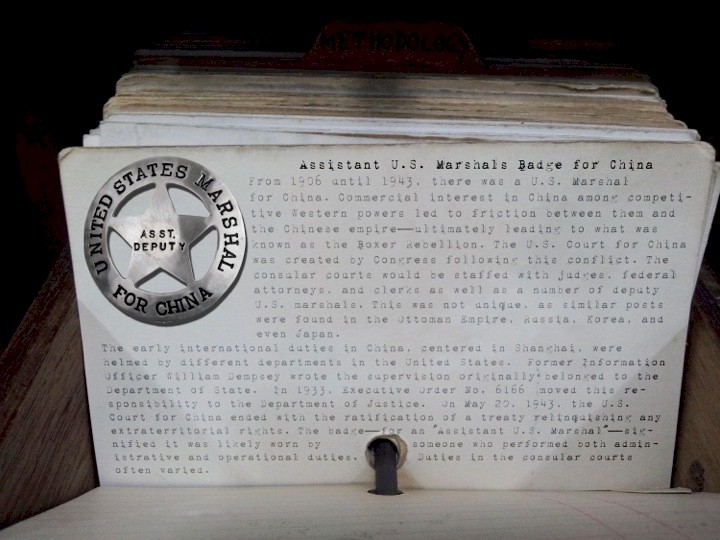 METHODOLOGY
UNITED STATES MARSHAL
ASST.
DEPUTY
FOR CHINA
Assistant U.S. Marshals Badge for China
From 1906 until 1943, there was a U.S. Marshal
for China. Commercial interest in China among competi-
tive Western powers led to friction between them and
the Chinese empire—ultimately leading to what was
known as the Boxer Rebellion. The U.S. Court for China
was created by Congress following this conflict. The
consular courts would be staffed with judges, federal
attorneys, and clerks as well as a number of deputy
U.S. marshals. This was not unique, as similar posts
were found in the Ottoman Empire, Russia, Korea, and
even Japan.
The early international duties in China, centered in Shanghai, were
helmed by different departments in the United States. Former Information
Officer William Dempsey wrote the supervision originally belonged to the
Department of State. In 1933, Executive Order No. 6166 moved this re-
sponsibility to the Department of Justice. On May 20, 1943, the U.S.
Court for China ended with the ratification of a treaty relinquishing any
extraterritorial rights. The badge—for an "Assistant U.S. Marshal"—sig-
nified it was likely worn by someone who performed both admin-
istrative and operational duties. Duties in the consular courts
often varied.